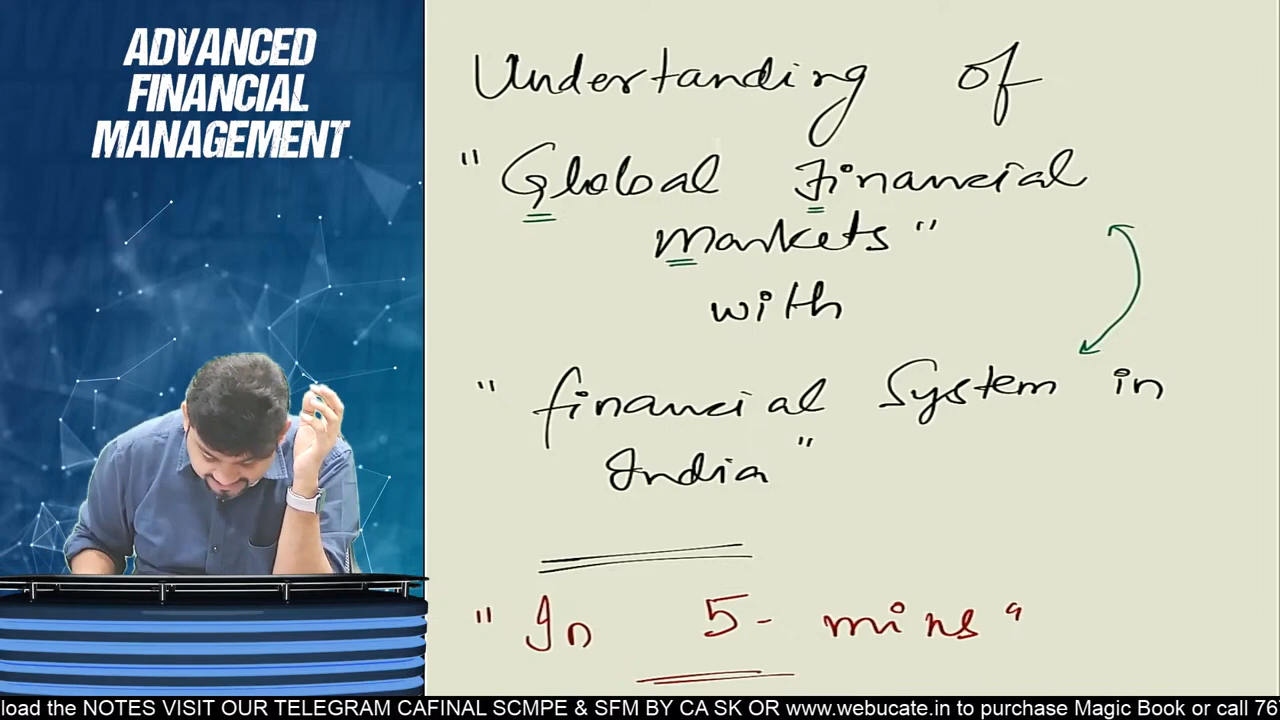 ADVANCED
FINANCIAL
MANAGEMENT
Undertanding of
"Global Financial
Markets"
with
"financial System in
India"
"In 5- mins"
load the NOTES VISIT OUR TELEGRAM CAFINAL SCMPE & SFM BY CA SK OR www.webucate.in to purchase Magic Book or call 76